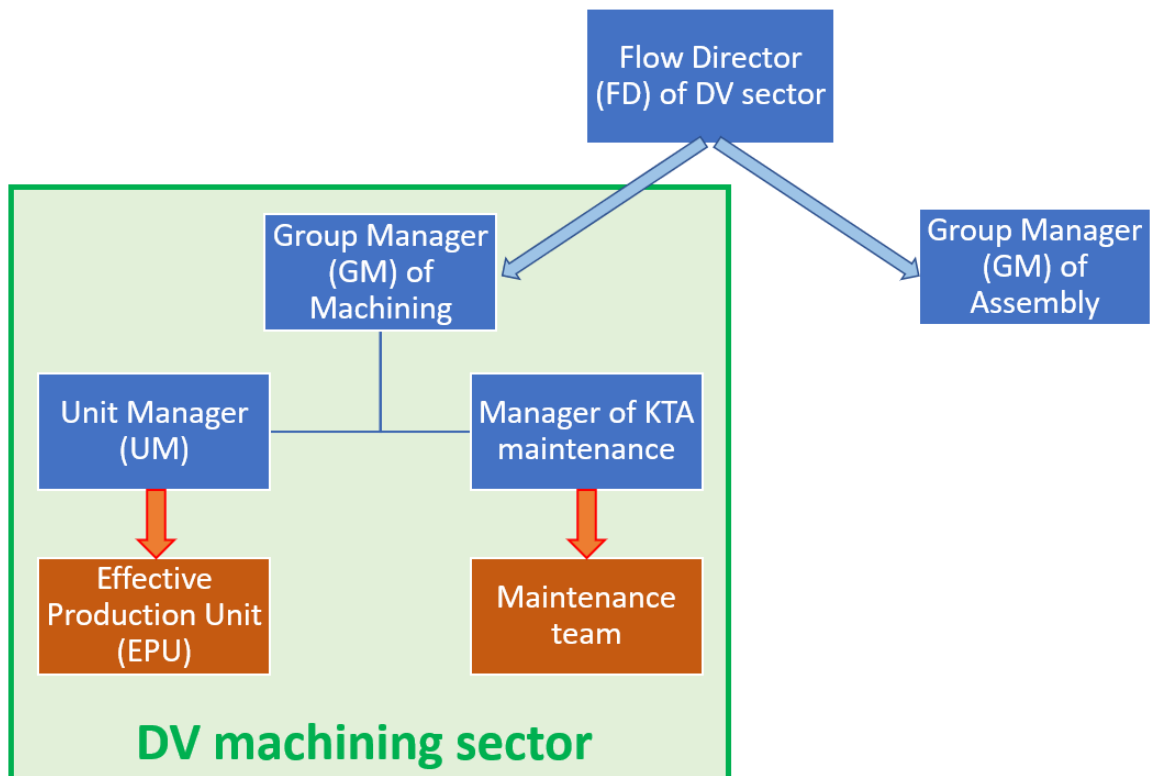 Flow Director
(FD) of DV sector
Group Manager
(GM) of
Machining
Group Manager
(GM) of
Assembly
Unit Manager
(UM)
Manager of KTA
maintenance
Effective
Production Unit
(EPU)
Maintenance
team
DV machining sector